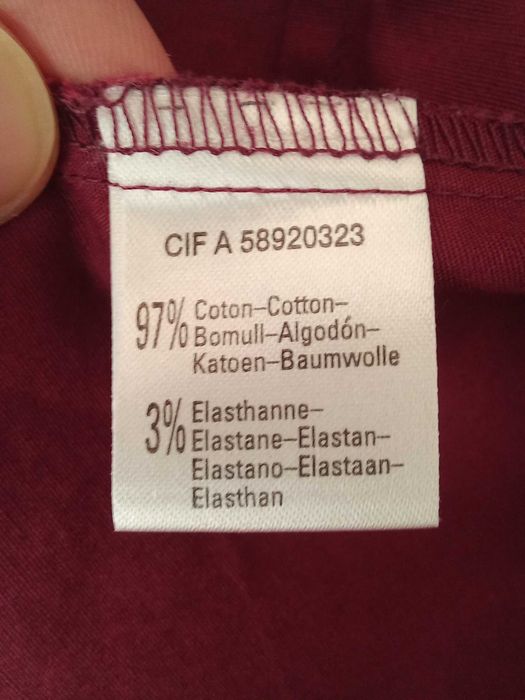 CIF A 58920323
97% Coton–Cotton–
Bomull–Algodón–
Katoen–Baumwolle
3% Elasthanne–
Elastane–Elastan–
Elastano–Elastaan–
Elasthan